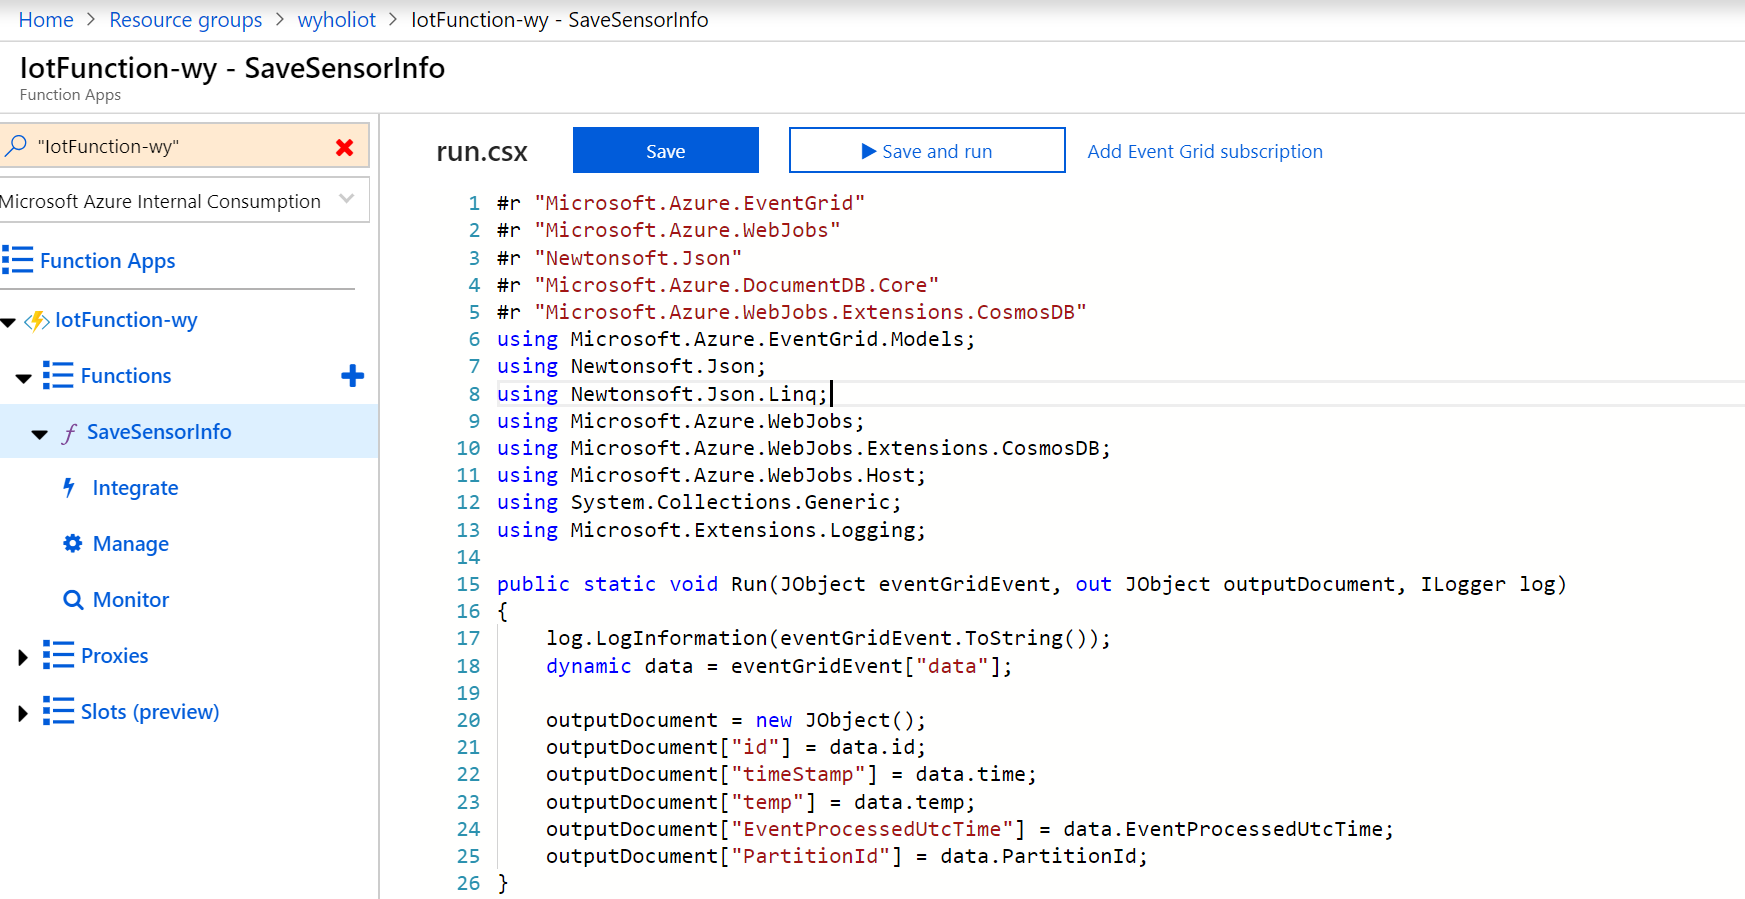 Home > Resource groups > wyholiot > IotFunction-wy - SaveSensorInfo
IotFunction-wy - SaveSensorInfo
Function Apps
"IotFunction-wy"
Microsoft Azure Internal Consumption
Function Apps
IotFunction-wy
Functions
SaveSensorInfo
Integrate
Manage
Monitor
Proxies
Slots (preview)
run.csx
Save
Save and run
Add Event Grid subscription
1 #r "Microsoft.Azure.EventGrid"
2 #r "Microsoft.Azure.WebJobs"
3 #r "Newtonsoft.Json"
4 #r "Microsoft.Azure.DocumentDB.Core"
5 #r "Microsoft.Azure.WebJobs.Extensions.CosmosDB"
6 using Microsoft.Azure.EventGrid.Models;
7 using Newtonsoft.Json;
8 using Newtonsoft.Json.Linq;
9 using Microsoft.Azure.WebJobs;
10 using Microsoft.Azure.WebJobs.Extensions.CosmosDB;
11 using Microsoft.Azure.WebJobs.Host;
12 using System.Collections.Generic;
13 using Microsoft.Extensions.Logging;
14
15 public static void Run(JObject eventGridEvent, out JObject outputDocument, ILogger log)
16 {
17     log.LogInformation(eventGridEvent.ToString());
18     dynamic data = eventGridEvent["data"];
19
20     outputDocument = new JObject();
21     outputDocument["id"] = data.id;
22     outputDocument["timeStamp"] = data.time;
23     outputDocument["temp"] = data.temp;
24     outputDocument["EventProcessedUtcTime"] = data.EventProcessedUtcTime;
25     outputDocument["PartitionId"] = data.PartitionId;
26 }